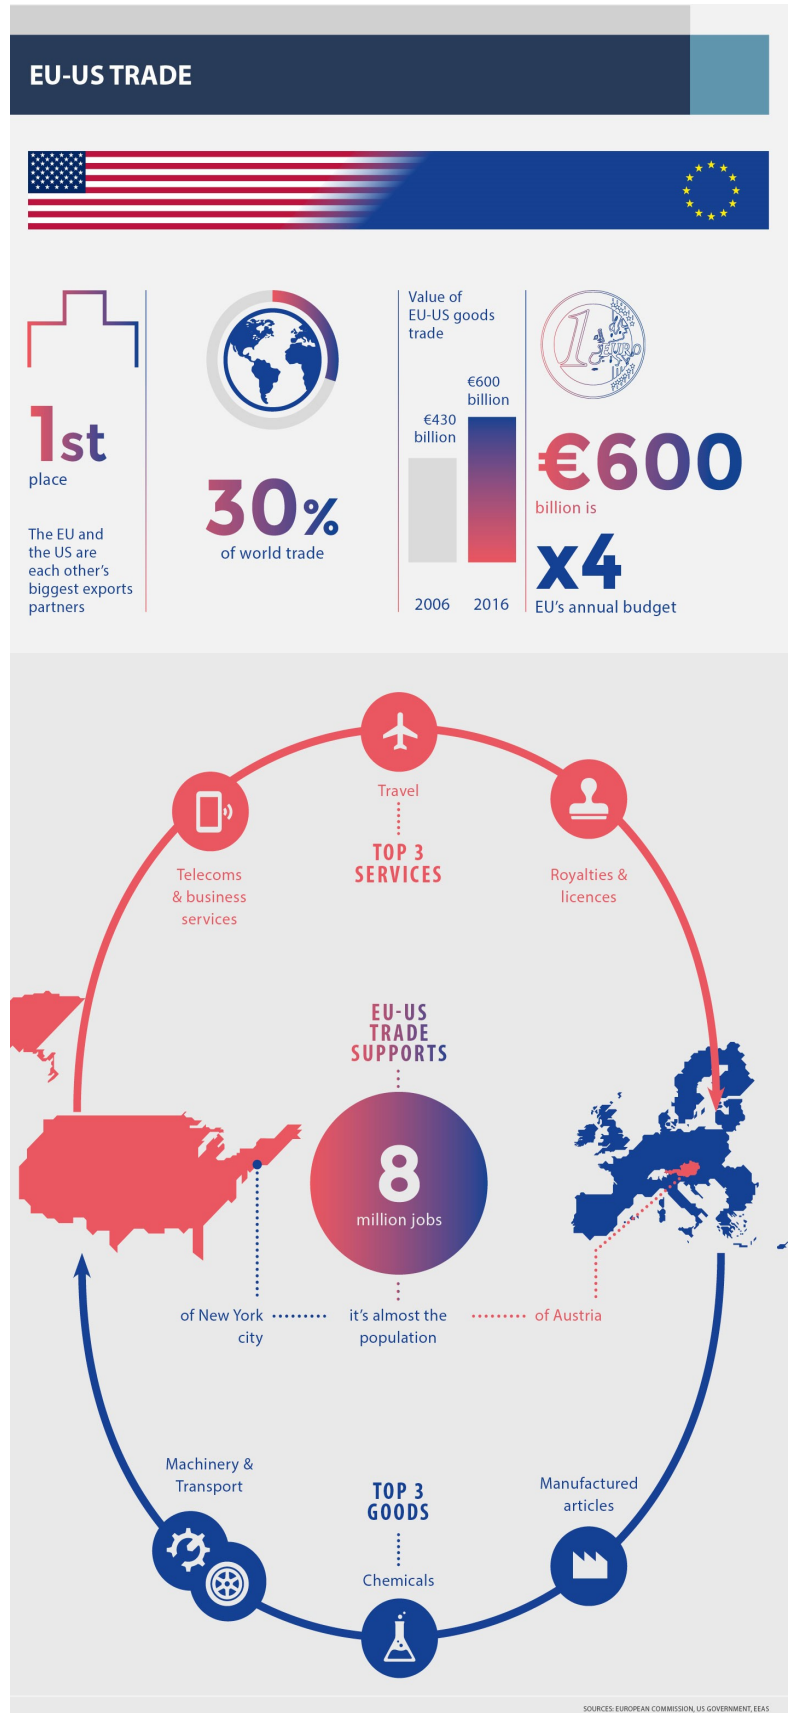 EU-US TRADE
1st
place
The EU and
the US are
each other's
biggest exports
partners
30%
of world trade
Value of
EU-US goods
trade
€430
billion
€600
billion
2006
2016
1
EURO
€600
billion is
x4
EU's annual budget
Travel
TOP 3
SERVICES
Telecoms
& business
services
Royalties &
licences
EU-US
TRADE
SUPPORTS
8
million jobs
of New York
city
it's almost the
population
of Austria
Machinery &
Transport
TOP 3
GOODS
Chemicals
Manufactured
articles
SOURCES: EUROPEAN COMMISSION, US GOVERNMENT, EEAS